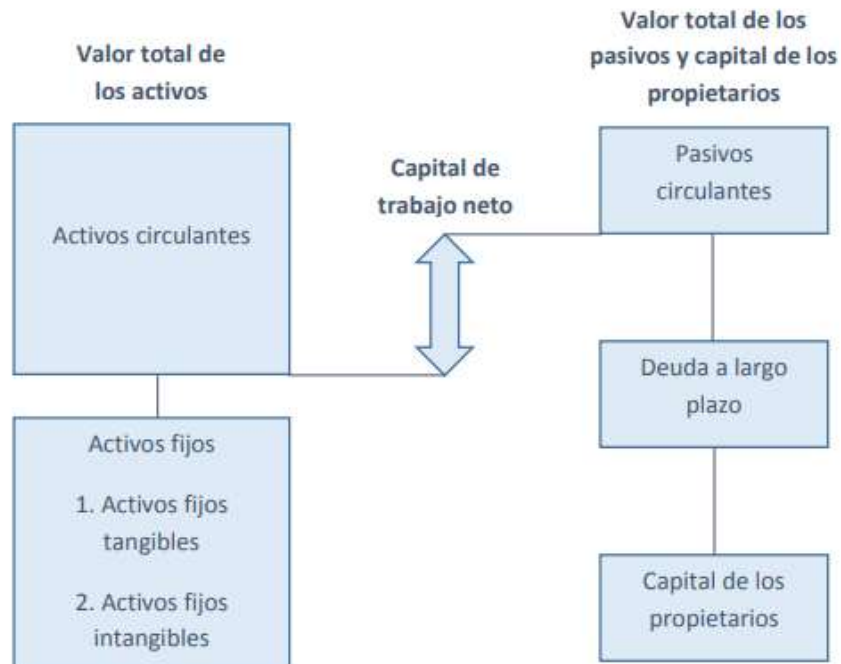 Valor total de
los activos
Activos circulantes
Activos fijos
1. Activos fijos
tangibles
2. Activos fijos
intangibles
Capital de
trabajo neto
Valor total de los
pasivos y capital de los
propietarios
Pasivos
circulantes
Deuda a largo
plazo
Capital de los
propietarios